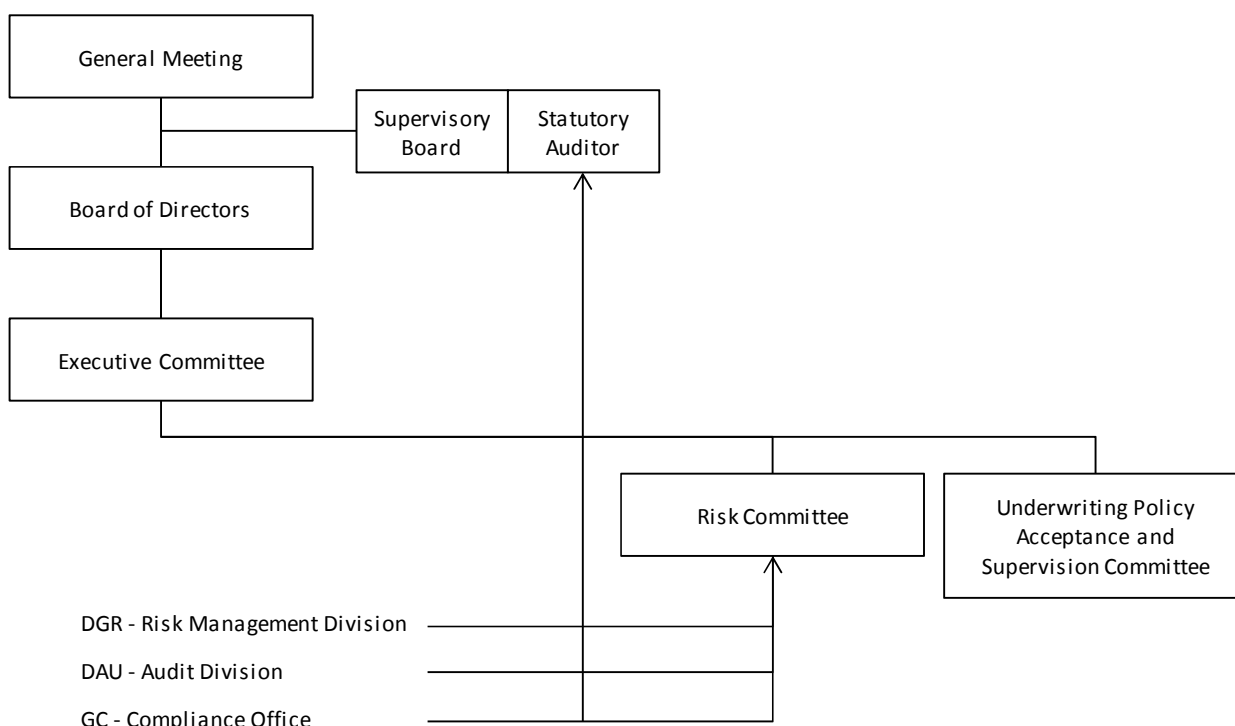 General Meeting
Supervisory
Board
Statutory
Auditor
Board of Directors
Executive Committee
Risk Committee
Underwriting Policy
Acceptance and
Supervision Committee
DGR - Risk Management Division
DAU - Audit Division
GC - Compliance Office